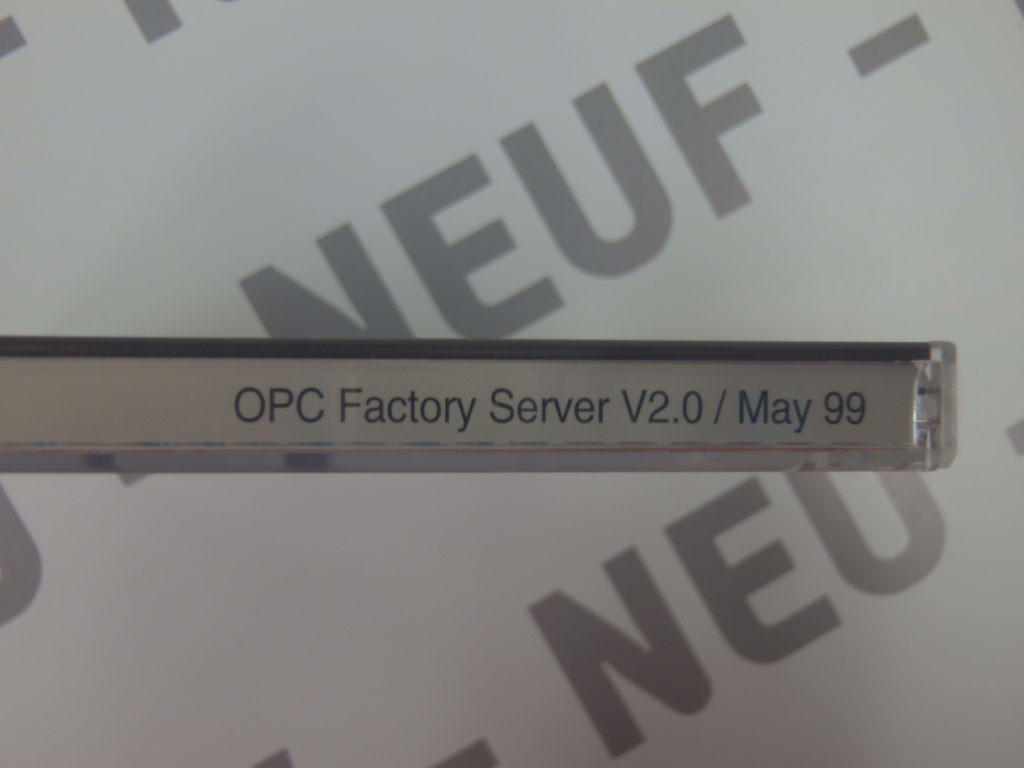 - NEUF -
OPC Factory Server V2.0 / May 99
NEU